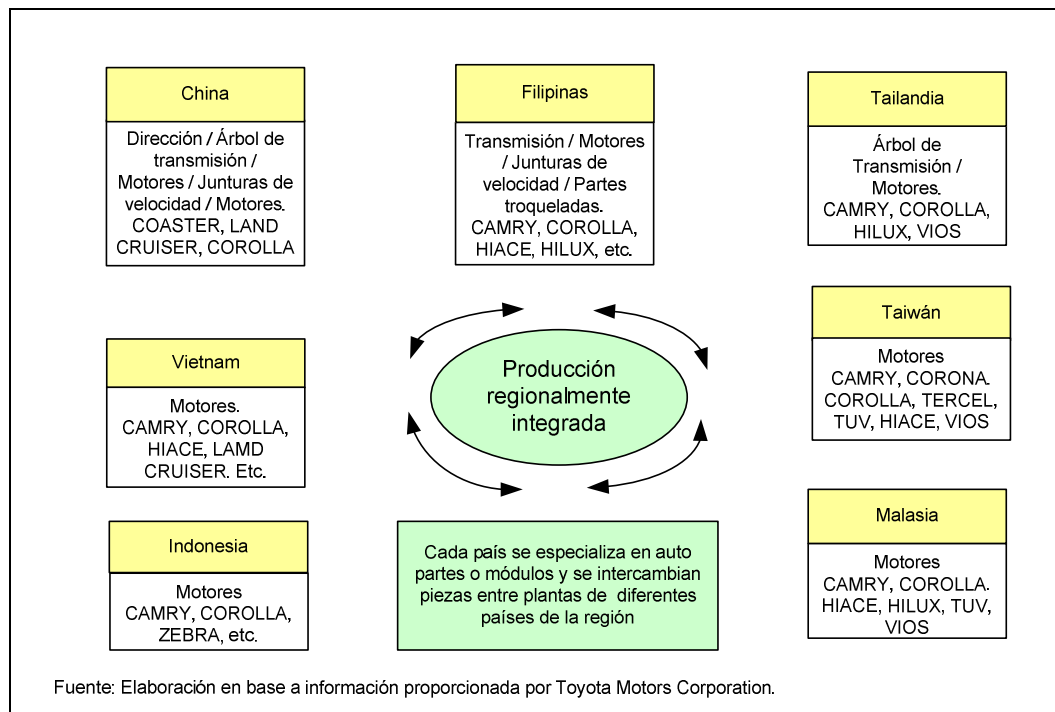 China
Dirección / Árbol de
transmisión /
Motores / Junturas de
velocidad / Motores.
COASTER, LAND
CRUISER, COROLLA
Filipinas
Transmisión / Motores
/ Junturas de
velocidad / Partes
troqueladas.
CAMRY, COROLLA,
HIACE, HILUX, etc.
Tailandia
Árbol de
Transmisión /
Motores.
CAMRY, COROLLA,
HILUX, VIOS
Vietnam
Motores.
CAMRY, COROLLA,
HIACE, LAMD
CRUISER. Etc.
Producción
regionalmente
integrada
Taiwán
Motores
CAMRY, CORONA.
COROLLA, TERCEL,
TUV, HIACE, VIOS
Indonesia
Motores
CAMRY, COROLLA,
ZEBRA, etc.
Cada país se especializa en auto
partes o módulos y se intercambian
piezas entre plantas de diferentes
países de la región
Malasia
Motores
CAMRY, COROLLA.
HIACE, HILUX, TUV,
VIOS
Fuente: Elaboración en base a información proporcionada por Toyota Motors Corporation.